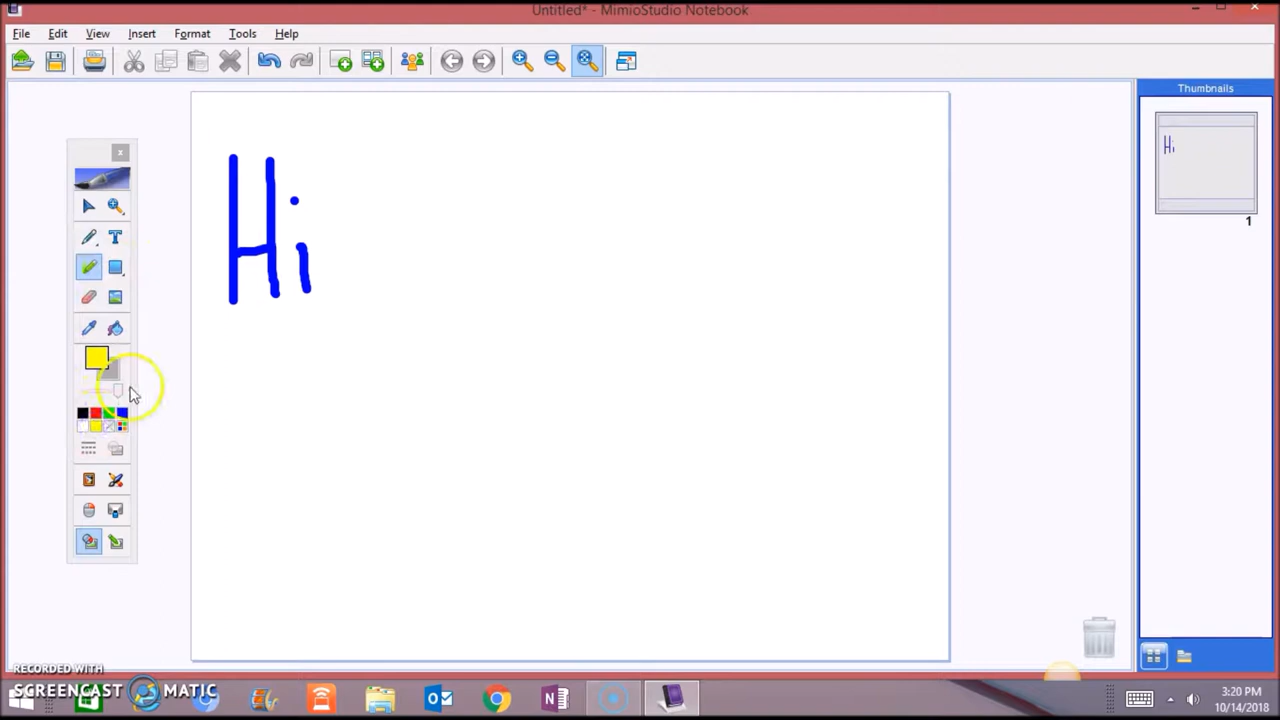 Untitled* - MimioStudio Notebook
File Edit View Insert Format Tools Help
Thumbnails
Hi
Hi
1
T
RECORDED WITH
SCREENCAST MATIC
3:20 PM
10/14/2018